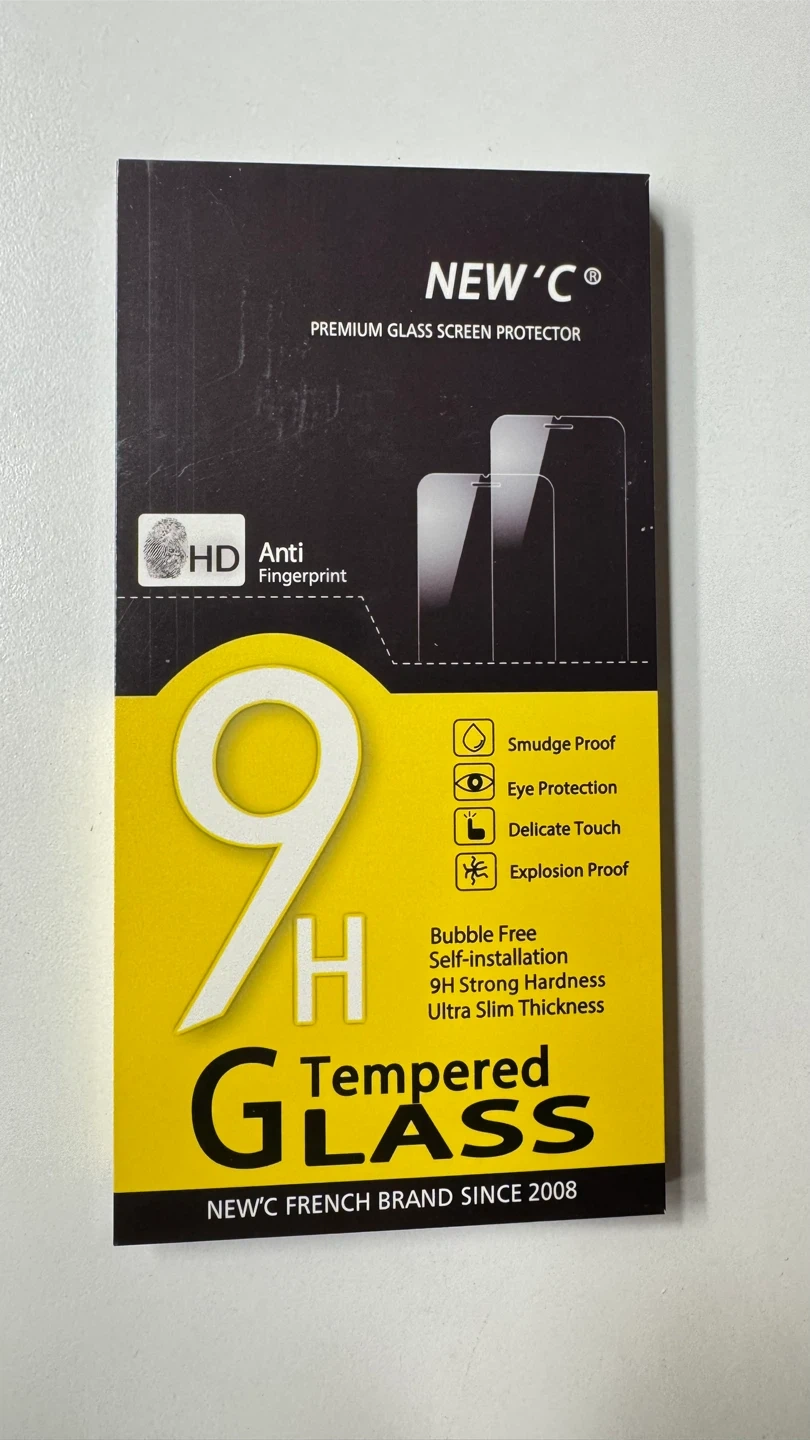 NEW'C®
PREMIUM GLASS SCREEN PROTECTOR
HD
Anti
Fingerprint
9H
Smudge Proof
Eye Protection
Delicate Touch
Explosion Proof
Bubble Free
Self-installation
9H Strong Hardness
Ultra Slim Thickness
Tempered
GLASS
NEW'C FRENCH BRAND SINCE 2008